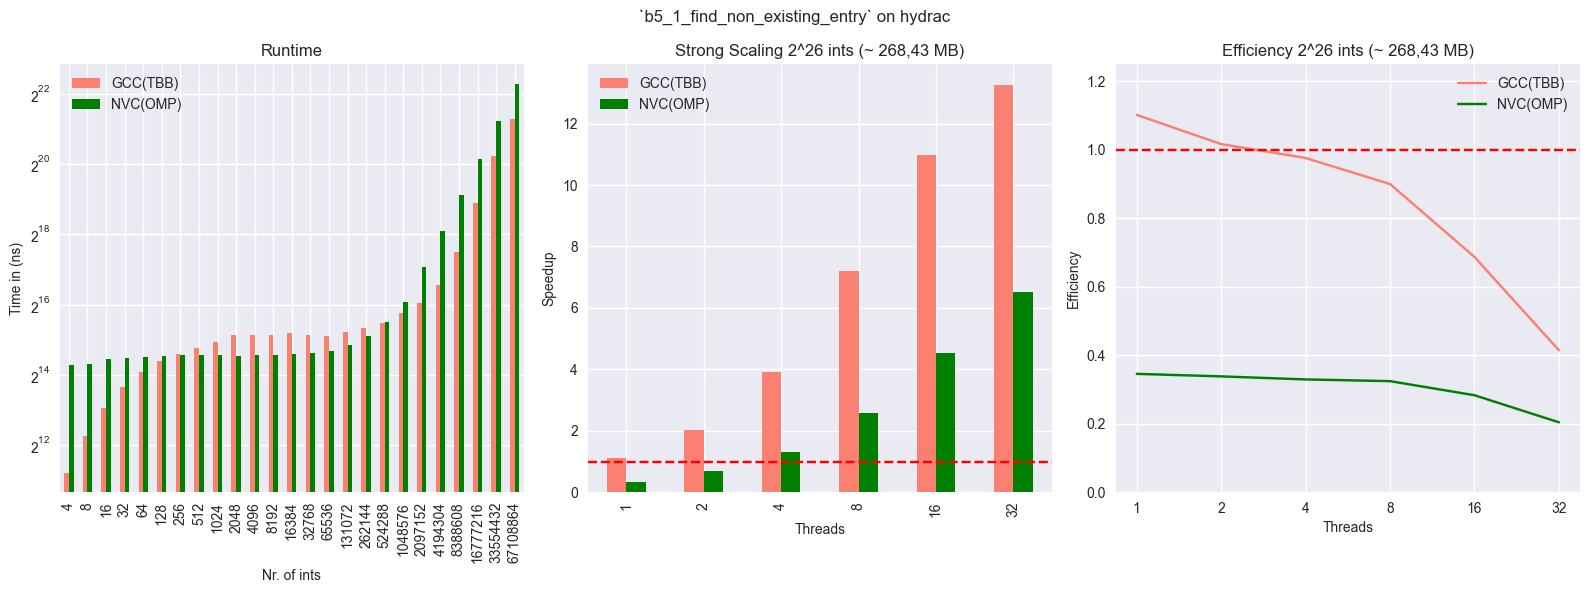 `b5_1_find_non_existing_entry` on hydrac
Runtime
GCC(TBB)
NVC(OMP)
Time in (ns)
2^22
2^20
2^18
2^16
2^14
2^12
4 8 16 32 64 128 256 512 1024 2048 4096 8192 16384 32768 65536 131072 262144 524288 1048576 2097152 4194304 8388608 16777216 33554432 67108864
Nr. of ints
Strong Scaling 2^26 ints (~ 268,43 MB)
GCC(TBB)
NVC(OMP)
Speedup
12
10
8
6
4
2
0
1 2 4 8 16 32
Threads
Efficiency 2^26 ints (~ 268,43 MB)
GCC(TBB)
NVC(OMP)
Efficiency
1.2
1.0
0.8
0.6
0.4
0.2
0.0
1 2 4 8 16 32
Threads